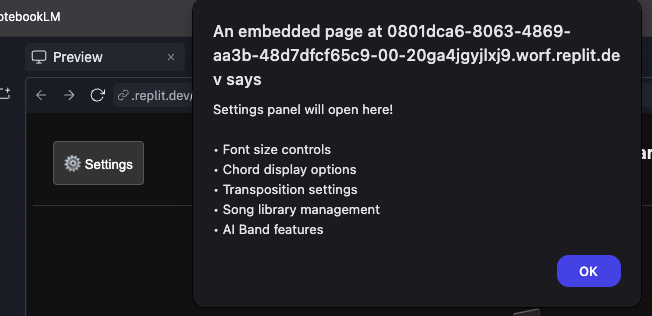 otebookLM
Preview
.replit.dev/
Settings
An embedded page at 0801dca6-8063-4869-
aa3b-48d7dfcf65c9-00-20ga4jgyjlxj9.worf.replit.de
v says
Settings panel will open here!
• Font size controls
• Chord display options
• Transposition settings
• Song library management
• AI Band features
OK